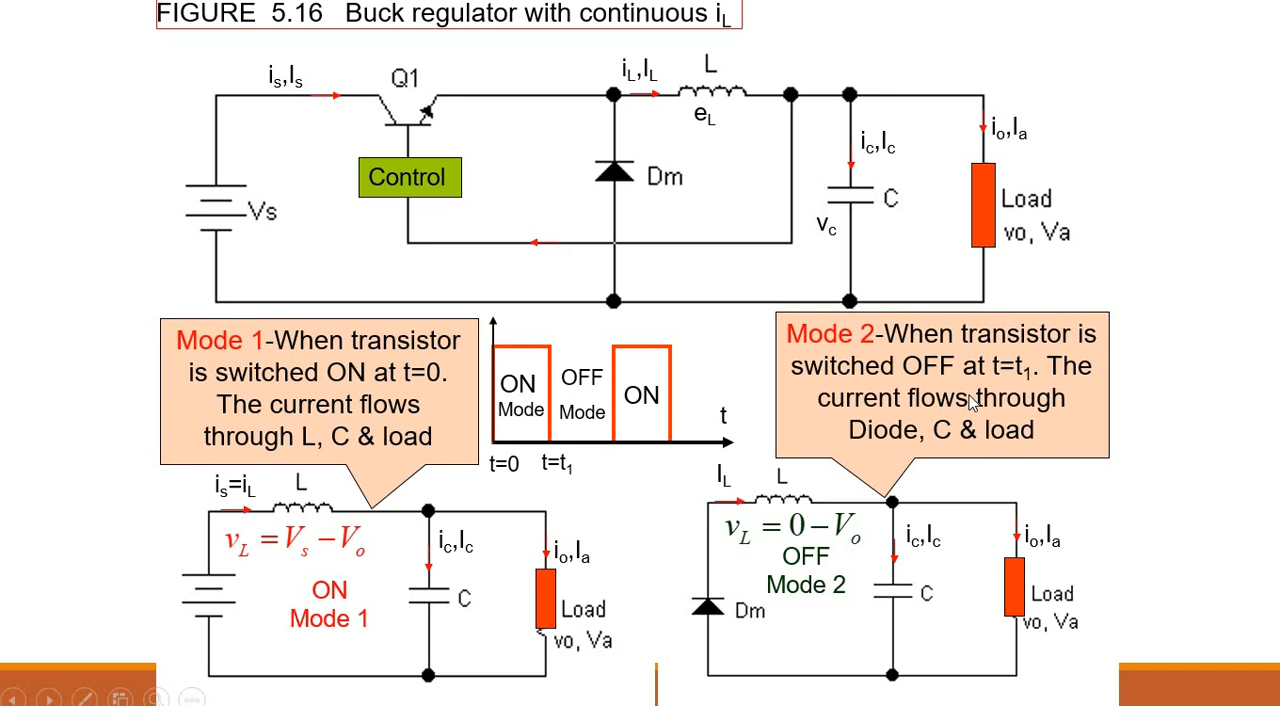 FIGURE 5.16 Buck regulator with continuous iL
is,Is
Q1
iL,IL
L
eL
io,Ia
ic,Ic
Control
Dm
Vs
C
Load
vc
vo, Va
Mode 1-When transistor
is switched ON at t=0.
The current flows
through L, C & load
ON
Mode
OFF
Mode
ON
t
t=0
t=t1
Mode 2-When transistor is
switched OFF at t=t1. The
current flows through
Diode, C & load
is=iL
L
vL = Vs − Vo
ic,Ic
io,Ia
ON
Mode 1
C
Load
vo, Va
IL
L
vL = 0 − Vo
OFF
Mode 2
ic,Ic
io,Ia
Dm
C
Load
vo, Va